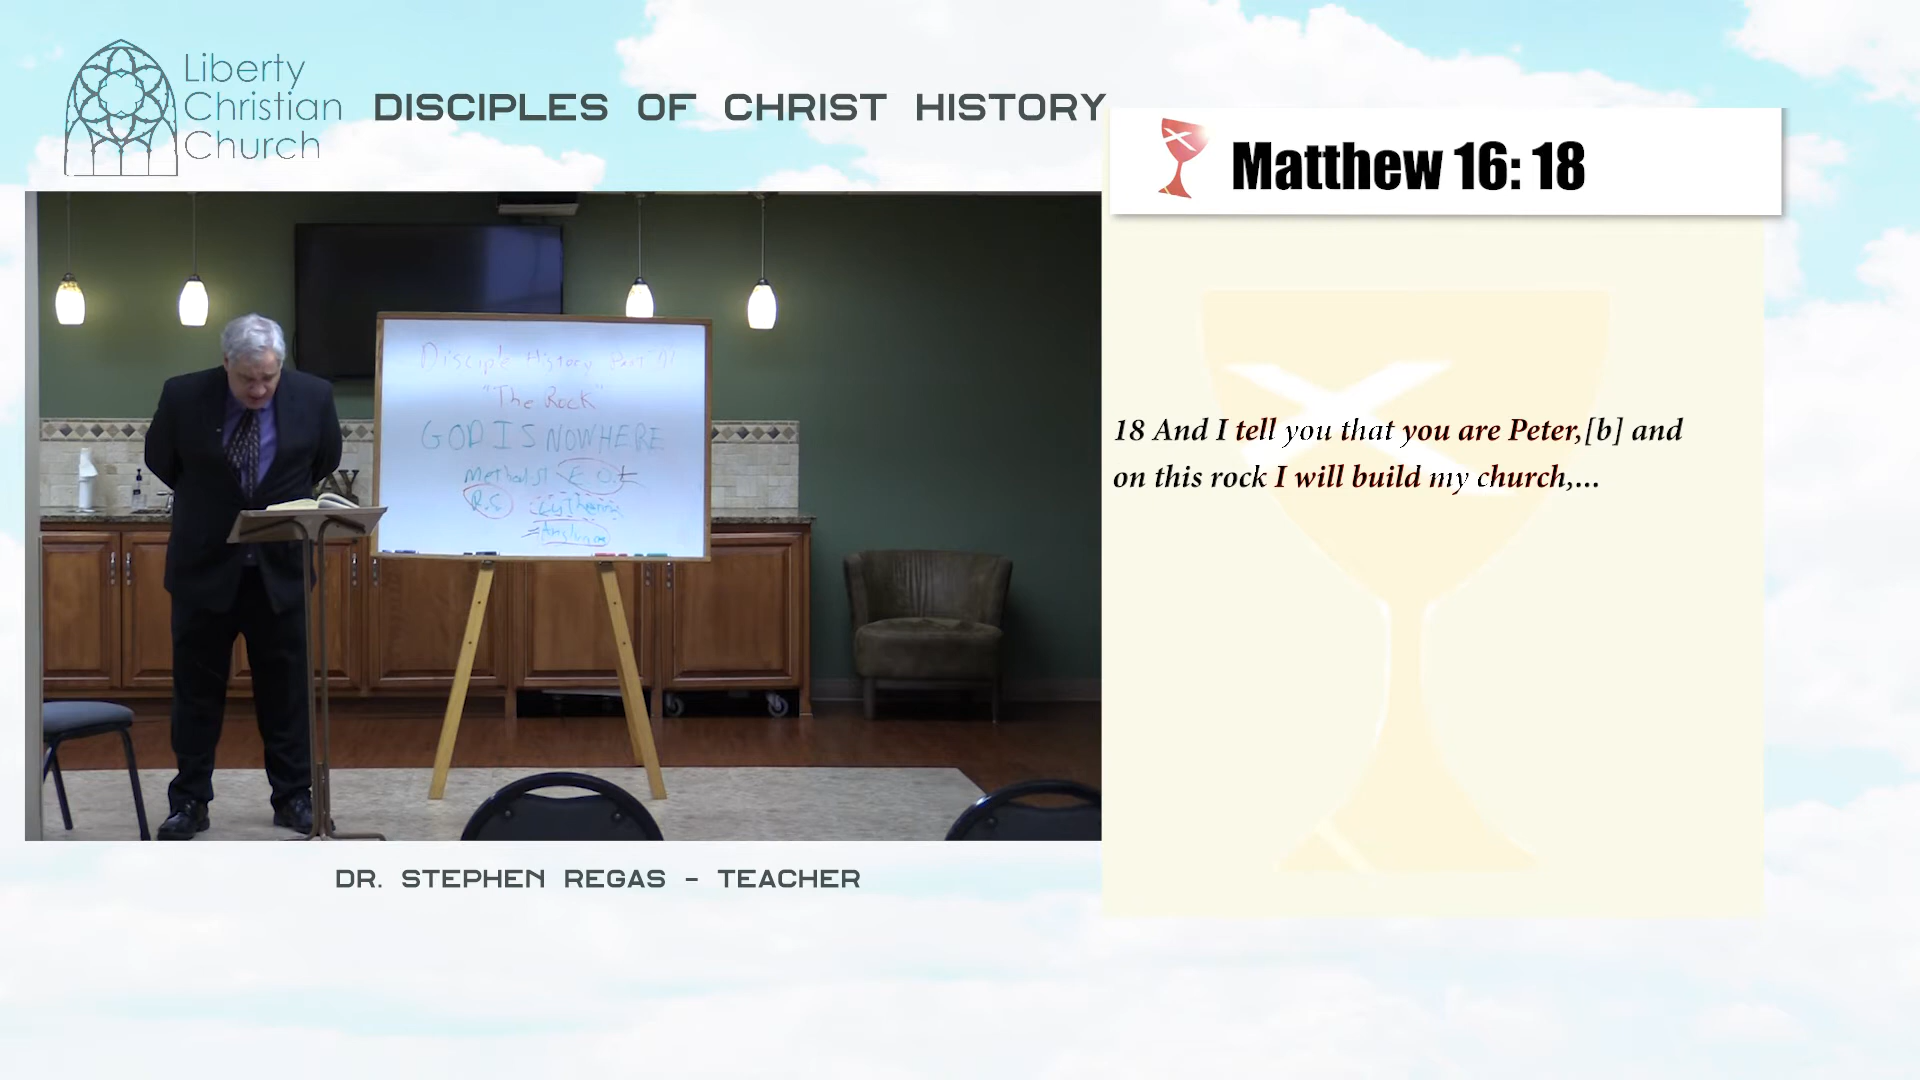 Liberty
Christian
Church
DISCIPLES OF CHRIST HISTORY
Matthew 16: 18
Disciple History Part
"The Rock"
GOD IS NOWHERE
Methodist E.O.
Lutheran
18 And I tell you that you are Peter,[b] and
on this rock I will build my church,...
DR. STEPHEN REGAS - TEACHER